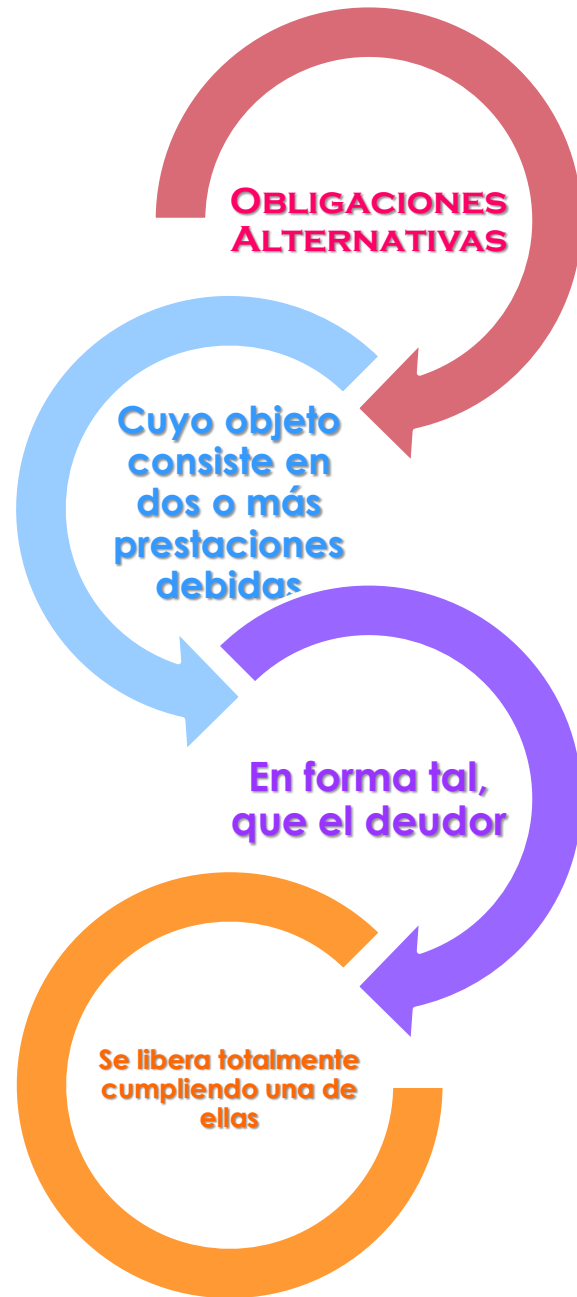 OBLIGACIONES
ALTERNATIVAS
Cuyo objeto
consiste en
dos o más
prestaciones
debidas
En forma tal,
que el deudor
Se libera totalmente
cumpliendo una de
ellas